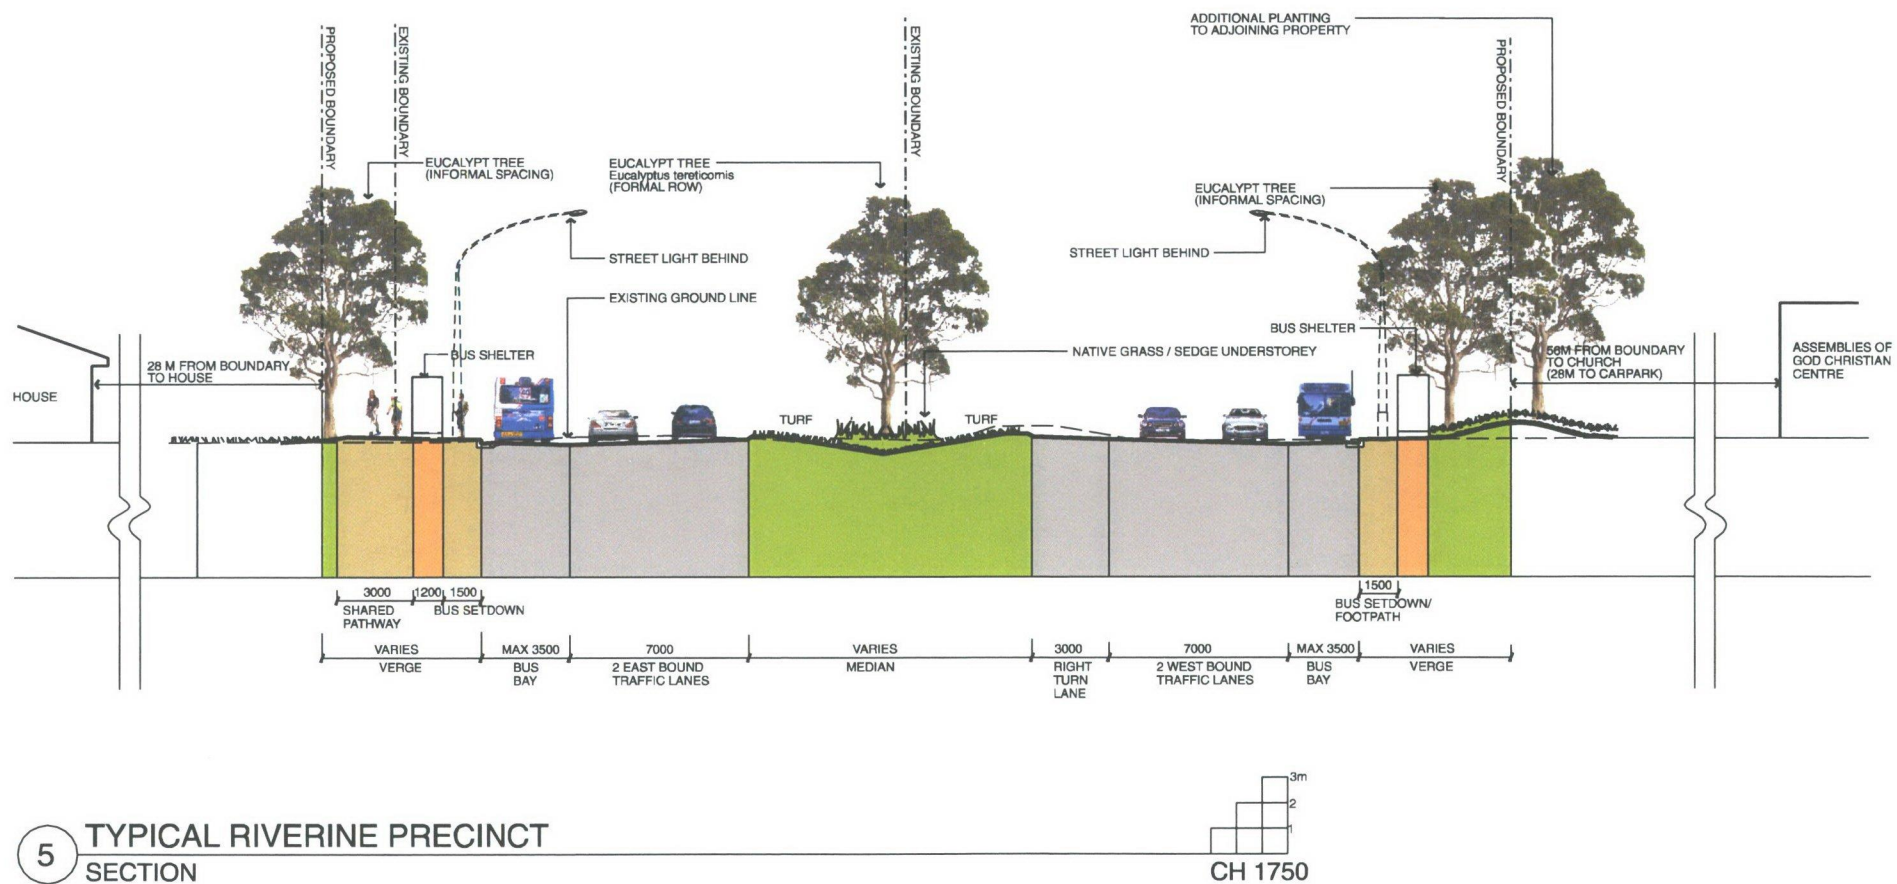 ADDITIONAL PLANTING
TO ADJOINING PROPERTY
PROPOSED BOUNDARY
EXISTING BOUNDARY
EXISTING BOUNDARY
PROPOSED BOUNDARY
EUCALYPT TREE
(INFORMAL SPACING)
EUCALYPT TREE
Eucalyptus tereticornis
(FORMAL ROW)
EUCALYPT TREE
(INFORMAL SPACING)
STREET LIGHT BEHIND
STREET LIGHT BEHIND
EXISTING GROUND LINE
BUS SHELTER
BUS SHELTER
NATIVE GRASS / SEDGE UNDERSTOREY
28 M FROM BOUNDARY
TO HOUSE
HOUSE
56M FROM BOUNDARY
TO CHURCH
(28M TO CARPARK)
ASSEMBLIES OF
GOD CHRISTIAN
CENTRE
TURF
TURF
3000
1200
1500
SHARED
PATHWAY
BUS SETDOWN
1500
BUS SETDOWN/
FOOTPATH
VARIES
VERGE
MAX 3500
BUS
BAY
7000
2 EAST BOUND
TRAFFIC LANES
VARIES
MEDIAN
3000
RIGHT
TURN
LANE
7000
2 WEST BOUND
TRAFFIC LANES
MAX 3500
BUS
BAY
VARIES
VERGE
3m
2
1
CH 1750
5
TYPICAL RIVERINE PRECINCT
SECTION